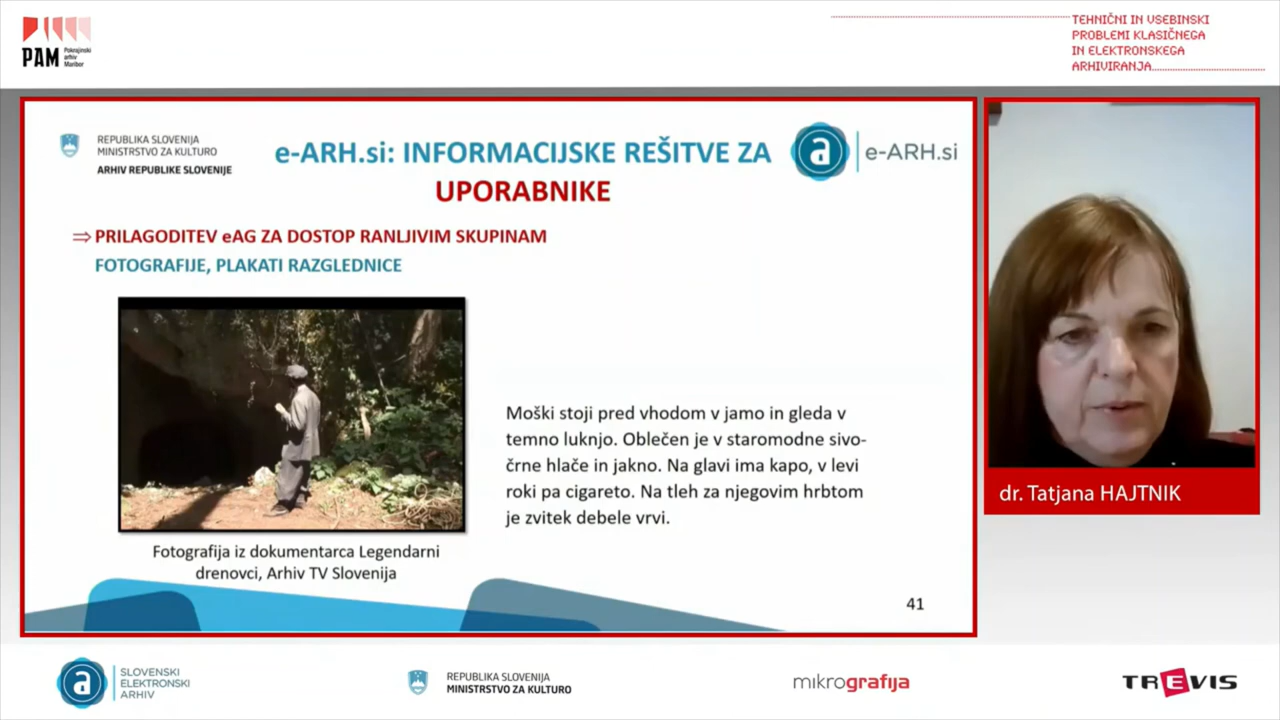 PAM Pokrajinski
arhiv
Maribor
TEHNIČNI IN VSEBINSKI
PROBLEMI KLASIČNEGA
IN ELEKTRONSKEGA
ARHIVIRANJA
REPUBLIKA SLOVENIJA
MINISTRSTVO ZA KULTURO
ARHIV REPUBLIKE SLOVENIJE
e-ARH.si: INFORMACIJSKE REŠITVE ZA
UPORABNIKE
a e-ARH.si
⇒ PRILAGODITEV eAG ZA DOSTOP RANLJIVIM SKUPINAM
FOTOGRAFIJE, PLAKATI RAZGLEDNICE
Moški stoji pred vhodom v jamo in gleda v
temno luknjo. Oblečen je v staromodne sivo-
črne hlače in jakno. Na glavi ima kapo, v levi
roki pa cigareto. Na tleh za njegovim hrbtom
je zvitek debele vrvi.
Fotografija iz dokumentarca Legendarni
drenovci, Arhiv TV Slovenija
41
dr. Tatjana HAJTNIK
a SLOVENSKI
ELEKTRONSKI
ARHIV
REPUBLIKA SLOVENIJA
MINISTRSTVO ZA KULTURO
mikrografija
TREVIS